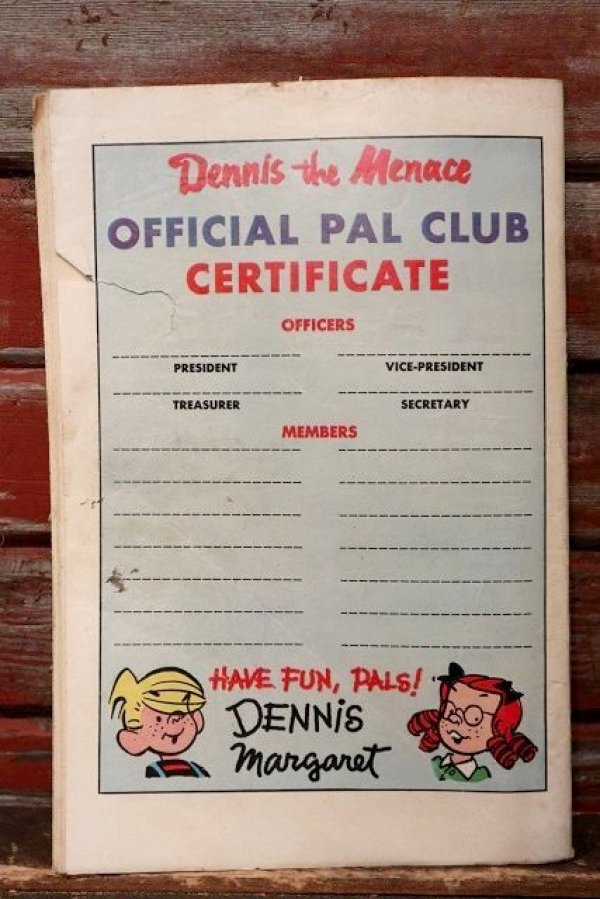 Dennis the Menace
OFFICIAL PAL CLUB
CERTIFICATE
OFFICERS
PRESIDENT VICE-PRESIDENT
TREASURER SECRETARY
MEMBERS
HAVE FUN, PALS!
DENNIS
Margaret